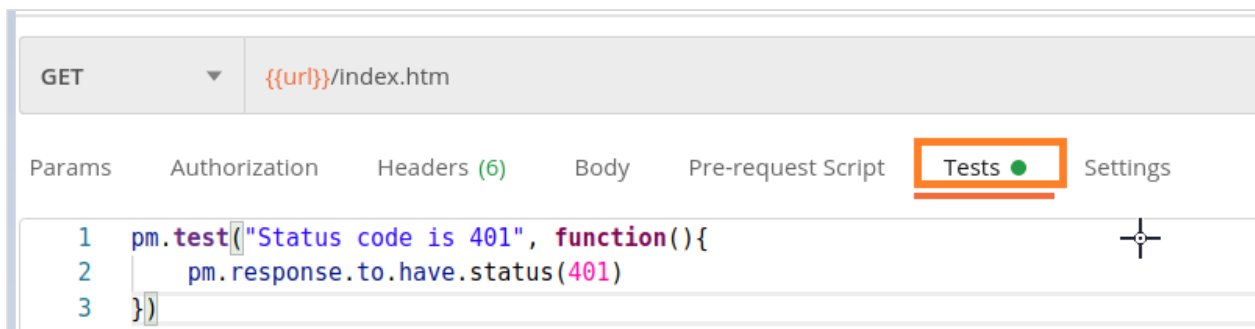 GET {{url}}/index.htm
Params Authorization Headers (6) Body Pre-request Script Tests Settings
1 pm.test("Status code is 401", function(){
2 pm.response.to.have.status(401)
3 })